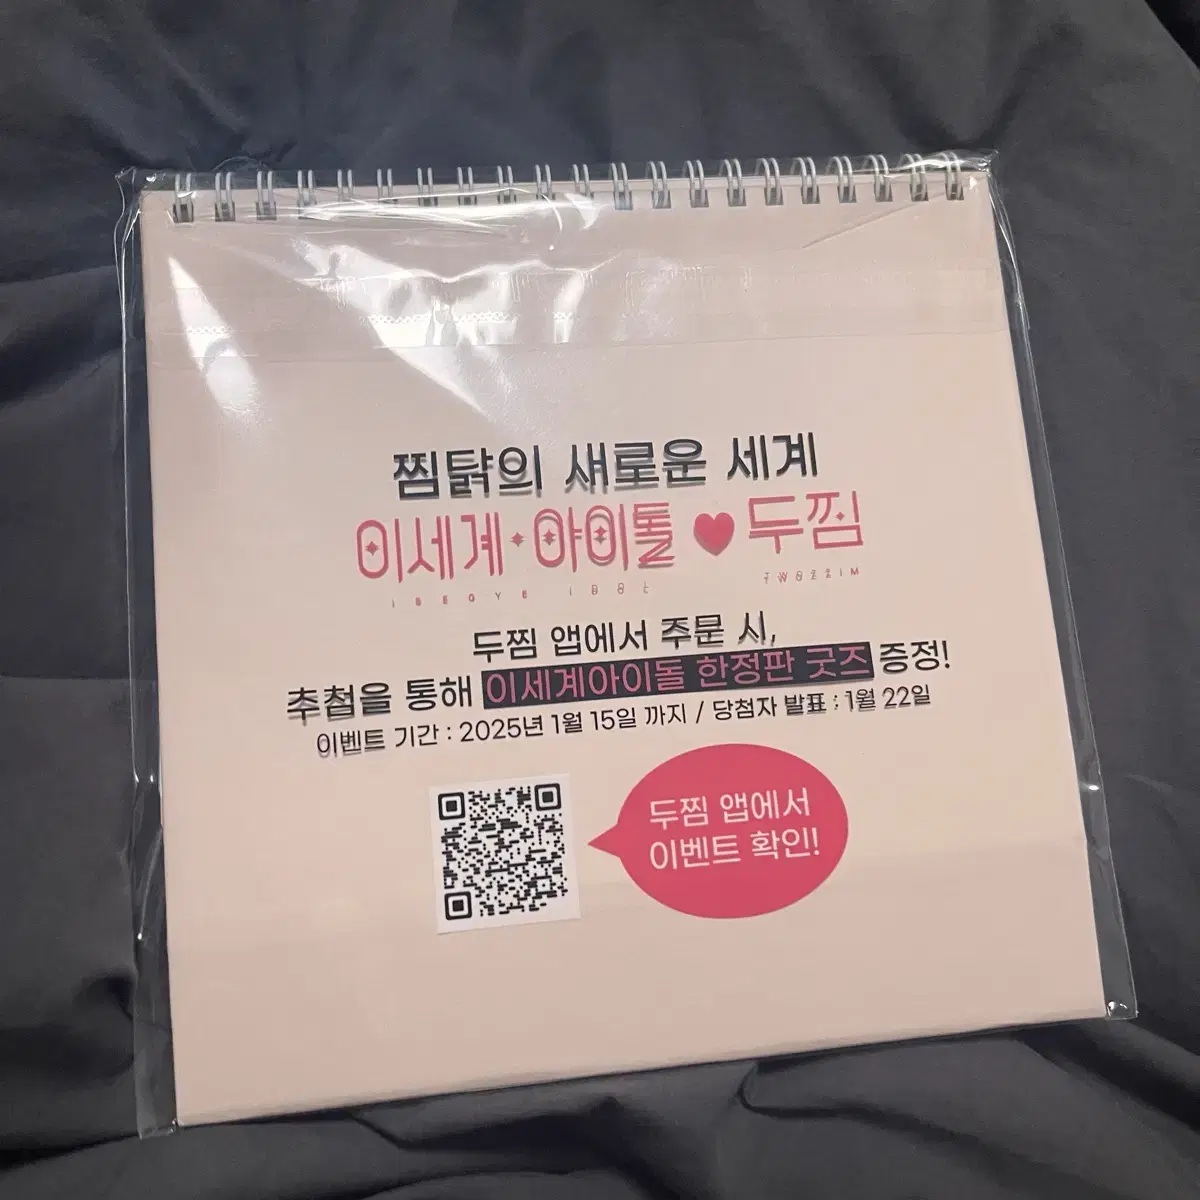 찜닭의 새로운 세계
이세계아이돌 ♥ 두찜
ISEGYE IDOL TWOZZIM
두찜 앱에서 주문 시,
추첨을 통해 이세계아이돌 한정판 굿즈 증정!
이벤트 기간 : 2025년 1월 15일 까지 / 당첨자 발표 : 1월 22일
두찜 앱에서
이벤트 확인!